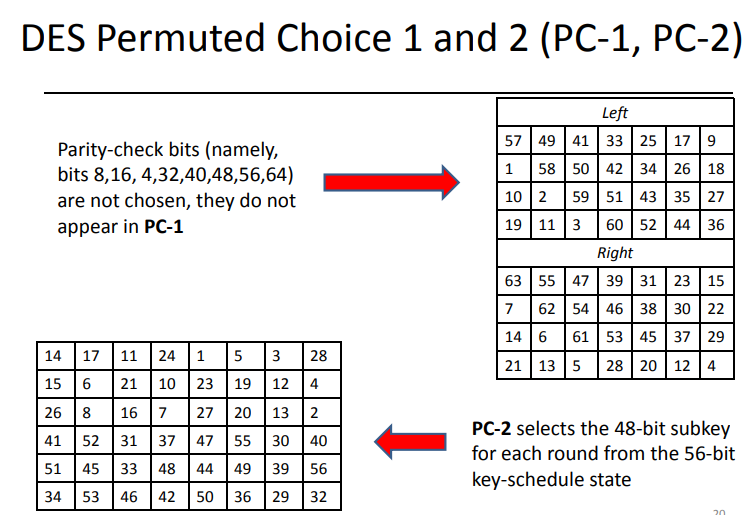 DES Permuted Choice 1 and 2 (PC-1, PC-2)
Parity-check bits (namely,
bits 8,16, 4,32,40,48,56,64)
are not chosen, they do not
appear in PC-1
Left
57 49 41 33 25 17 9
1 58 50 42 34 26 18
10 2 59 51 43 35 27
19 11 3 60 52 44 36
Right
63 55 47 39 31 23 15
7 62 54 46 38 30 22
14 6 61 53 45 37 29
21 13 5 28 20 12 4
14 17 11 24 1 5 3 28
15 6 21 10 23 19 12 4
26 8 16 7 27 20 13 2
41 52 31 37 47 55 30 40
51 45 33 48 44 49 39 56
34 53 46 42 50 36 29 32
PC-2 selects the 48-bit subkey
for each round from the 56-bit
key-schedule state
20